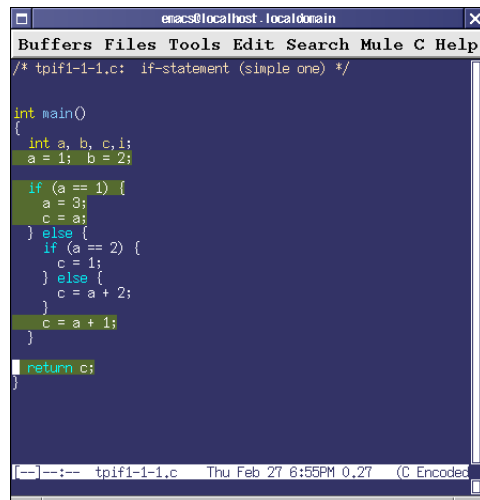 emacs@localhost.localdomain
Buffers Files Tools Edit Search Mule C Help
/* tpif1-1-1.c:  if-statement (simple one) */
int main()
{
  int a, b, c,i;
  a = 1;  b = 2;
  if (a == 1) {
    a = 3;
    c = a;
  } else {
    if (a == 2) {
      c = 1;
    } else {
      c = a + 2;
    }
    c = a + 1;
  }
  return c;
}
[--]--:--  tpif1-1-1.c    Thu Feb 27 6:55PM 0.27   (C Encoded